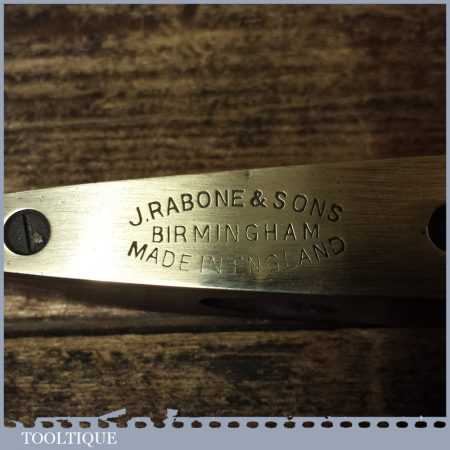 J. RABONE & SONS
BIRMINGHAM
MADE IN ENGLAND
TOOLTIQUE